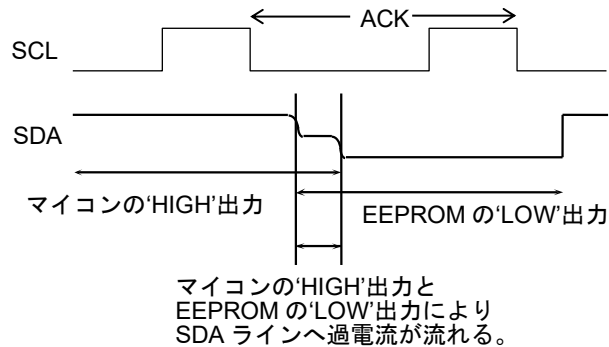 ACK
SCL
SDA
マイコンの‘HIGH’出力
EEPROM の‘LOW’出力
マイコンの‘HIGH’出力と
EEPROM の‘LOW’出力により
SDA ラインへ過電流が流れる。